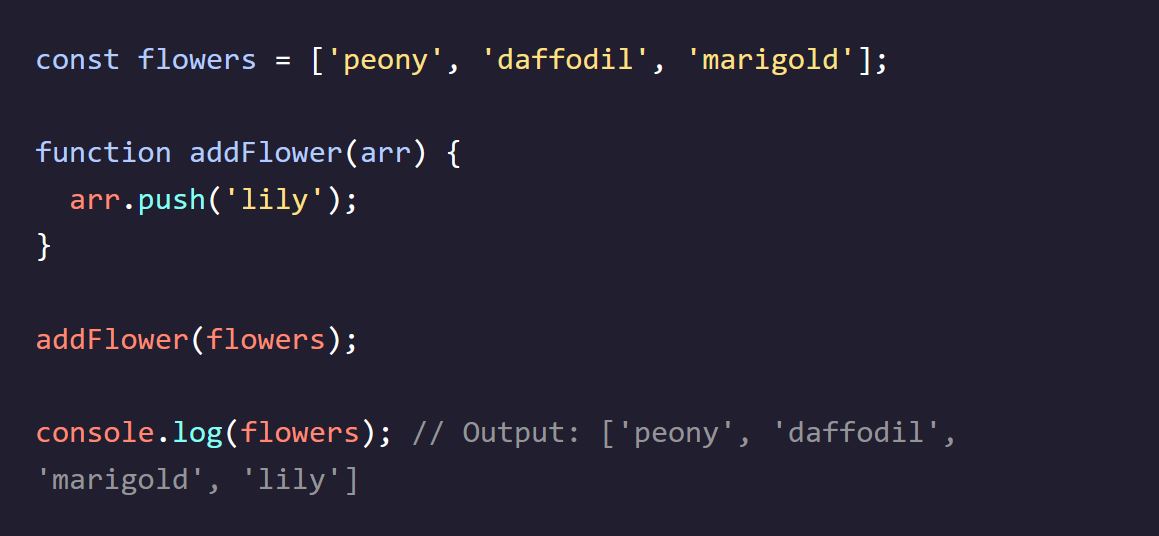 const flowers = ['peony', 'daffodil', 'marigold'];
function addFlower(arr) {
  arr.push('lily');
}
addFlower(flowers);
console.log(flowers); // Output: ['peony', 'daffodil',
'marigold', 'lily']